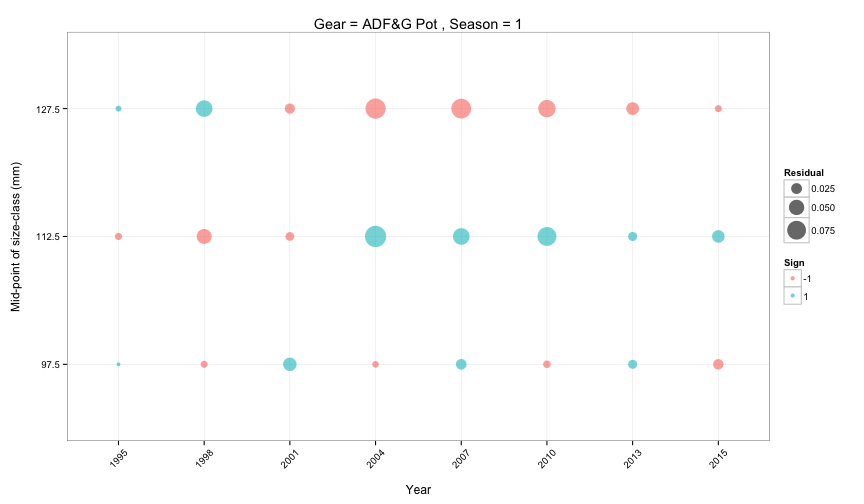 Gear = ADF&G Pot , Season = 1
Mid-point of size-class (mm)
127.5
112.5
97.5
1995 1998 2001 2004 2007 2010 2013 2015
Year
Residual
0.025
0.050
0.075
Sign
-1
1